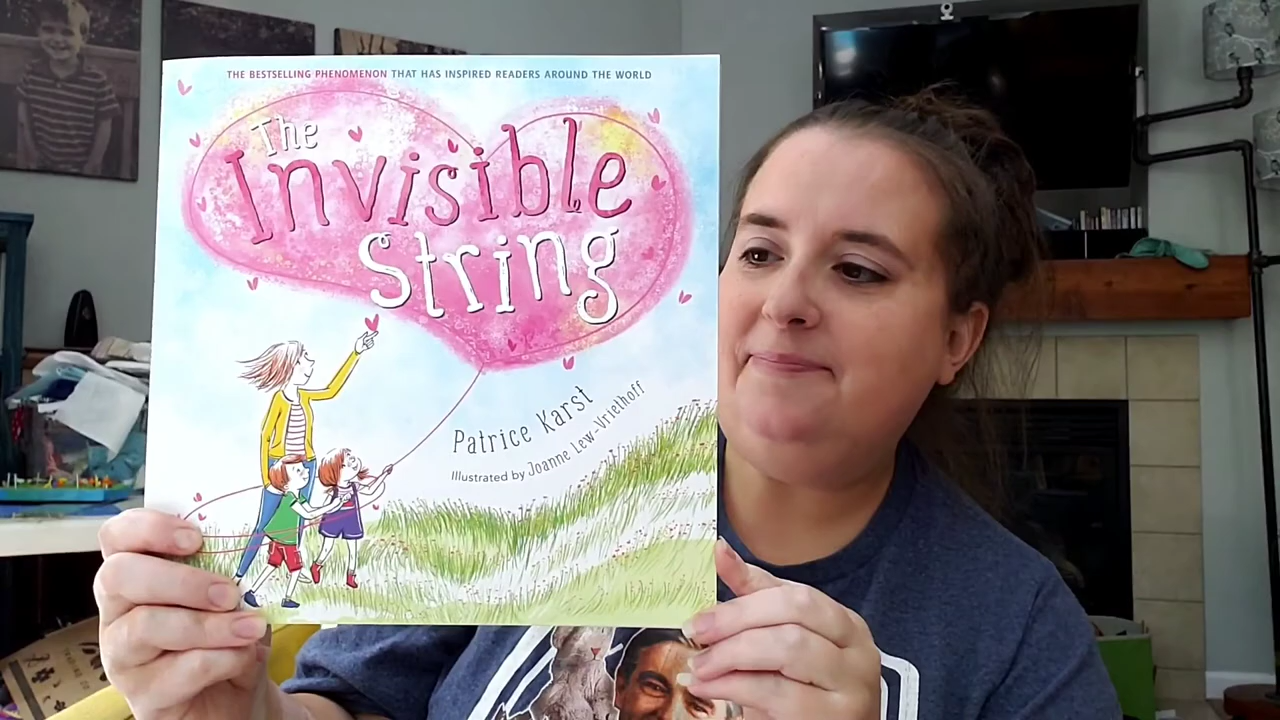 THE BESTSELLING PHENOMENON THAT HAS INSPIRED READERS AROUND THE WORLD
The
Invisible
String
Patrice Karst
Illustrated by Joanne Lew-Vriethoff